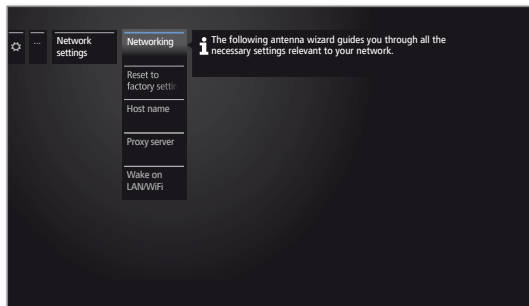 ...
Network
settings
Networking
The following antenna wizard guides you through all the
necessary settings relevant to your network.
Reset to
factory settin
Host name
Proxy server
Wake on
LAN/WiFi